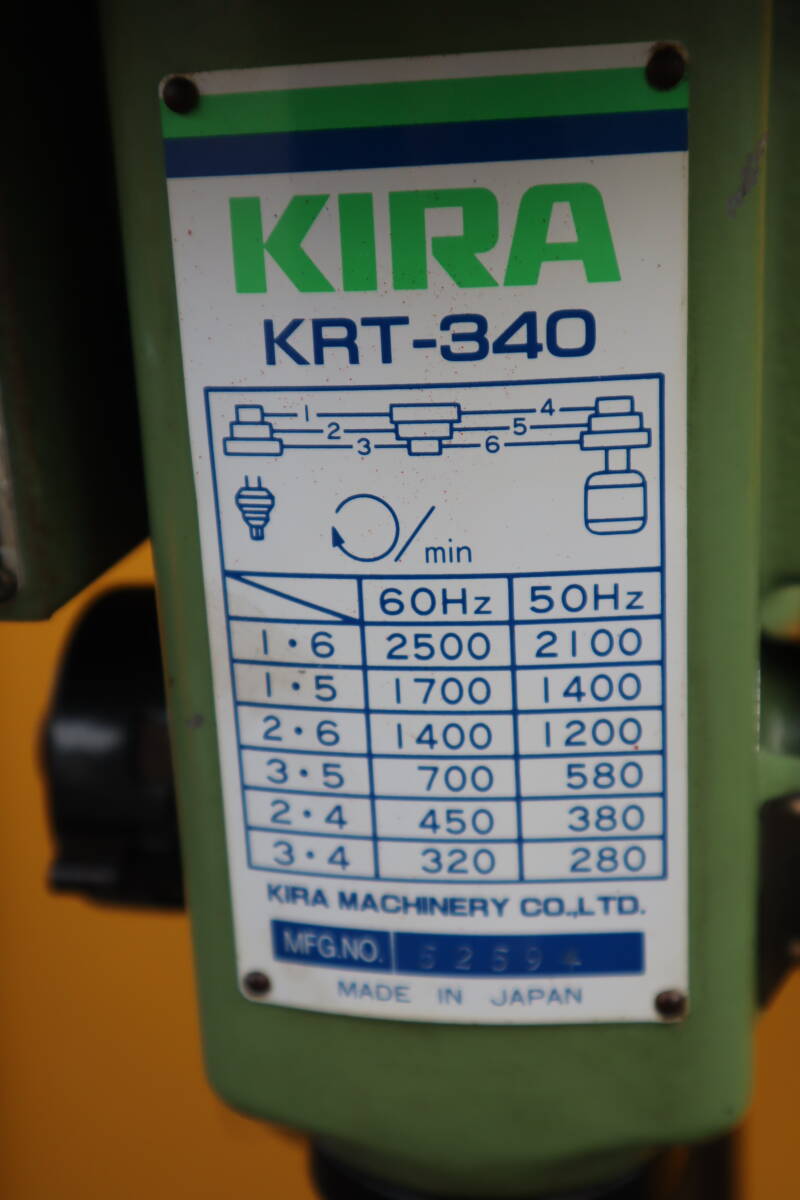 KIRA
KRT-340
1 4
2 5
3 6
/min
60Hz 50Hz
1・6 2500 2100
1・5 1700 1400
2・6 1400 1200
3・5 700 580
2・4 450 380
3・4 320 280
KIRA MACHINERY CO.,LTD.
MFG.NO.
MADE IN JAPAN